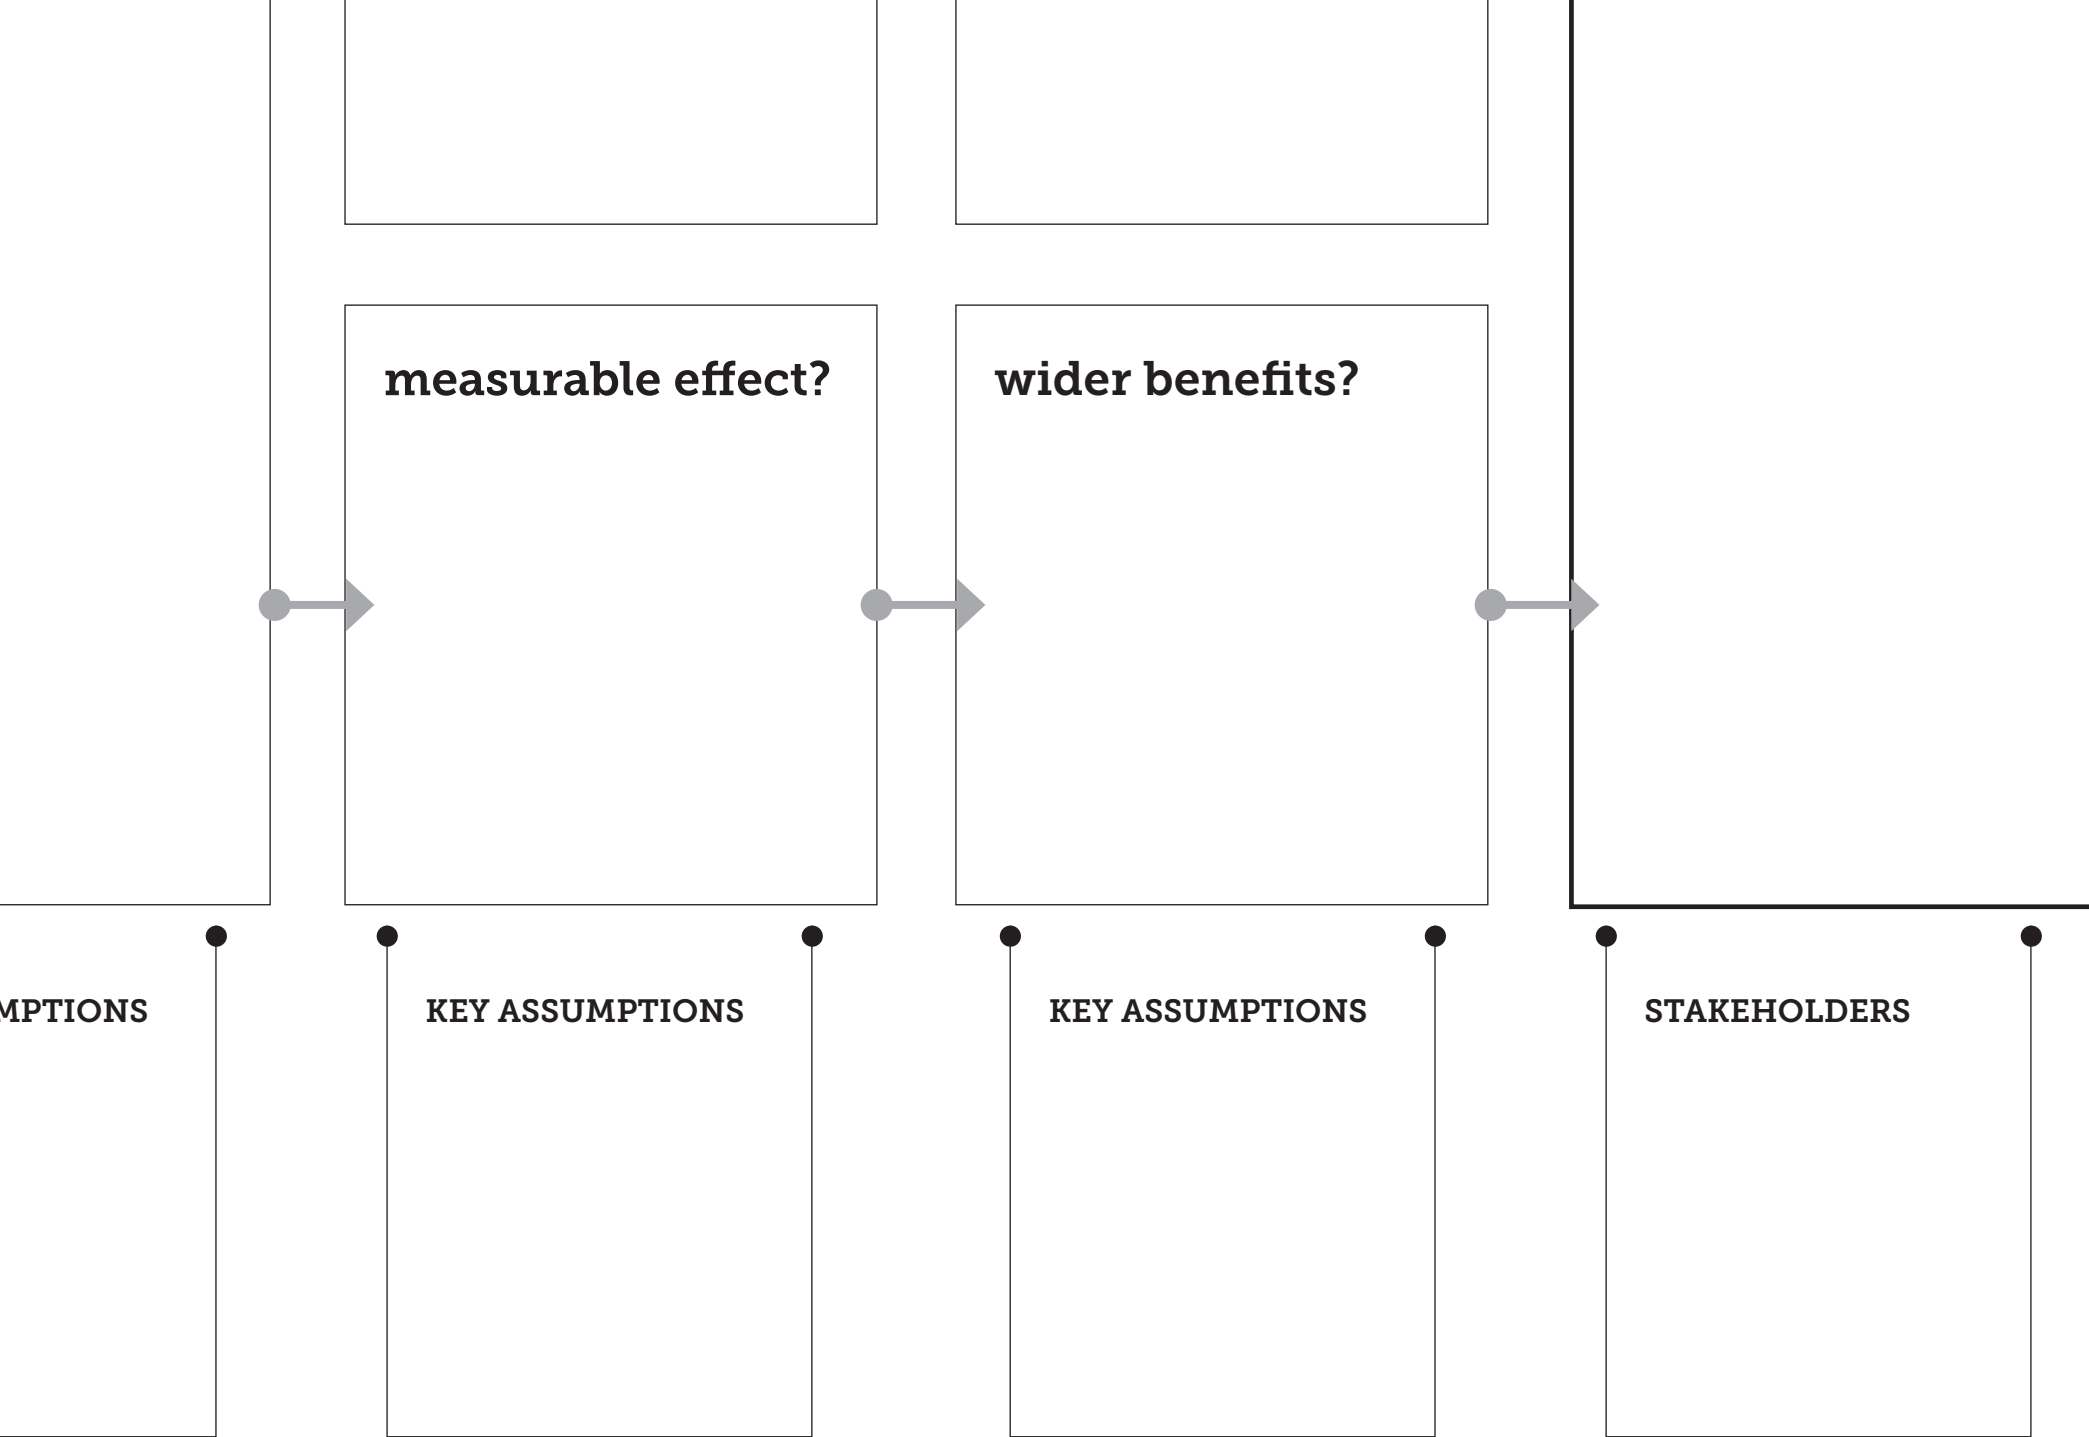 measurable effect?
wider benefits?
MPTIONS
KEY ASSUMPTIONS
KEY ASSUMPTIONS
STAKEHOLDERS